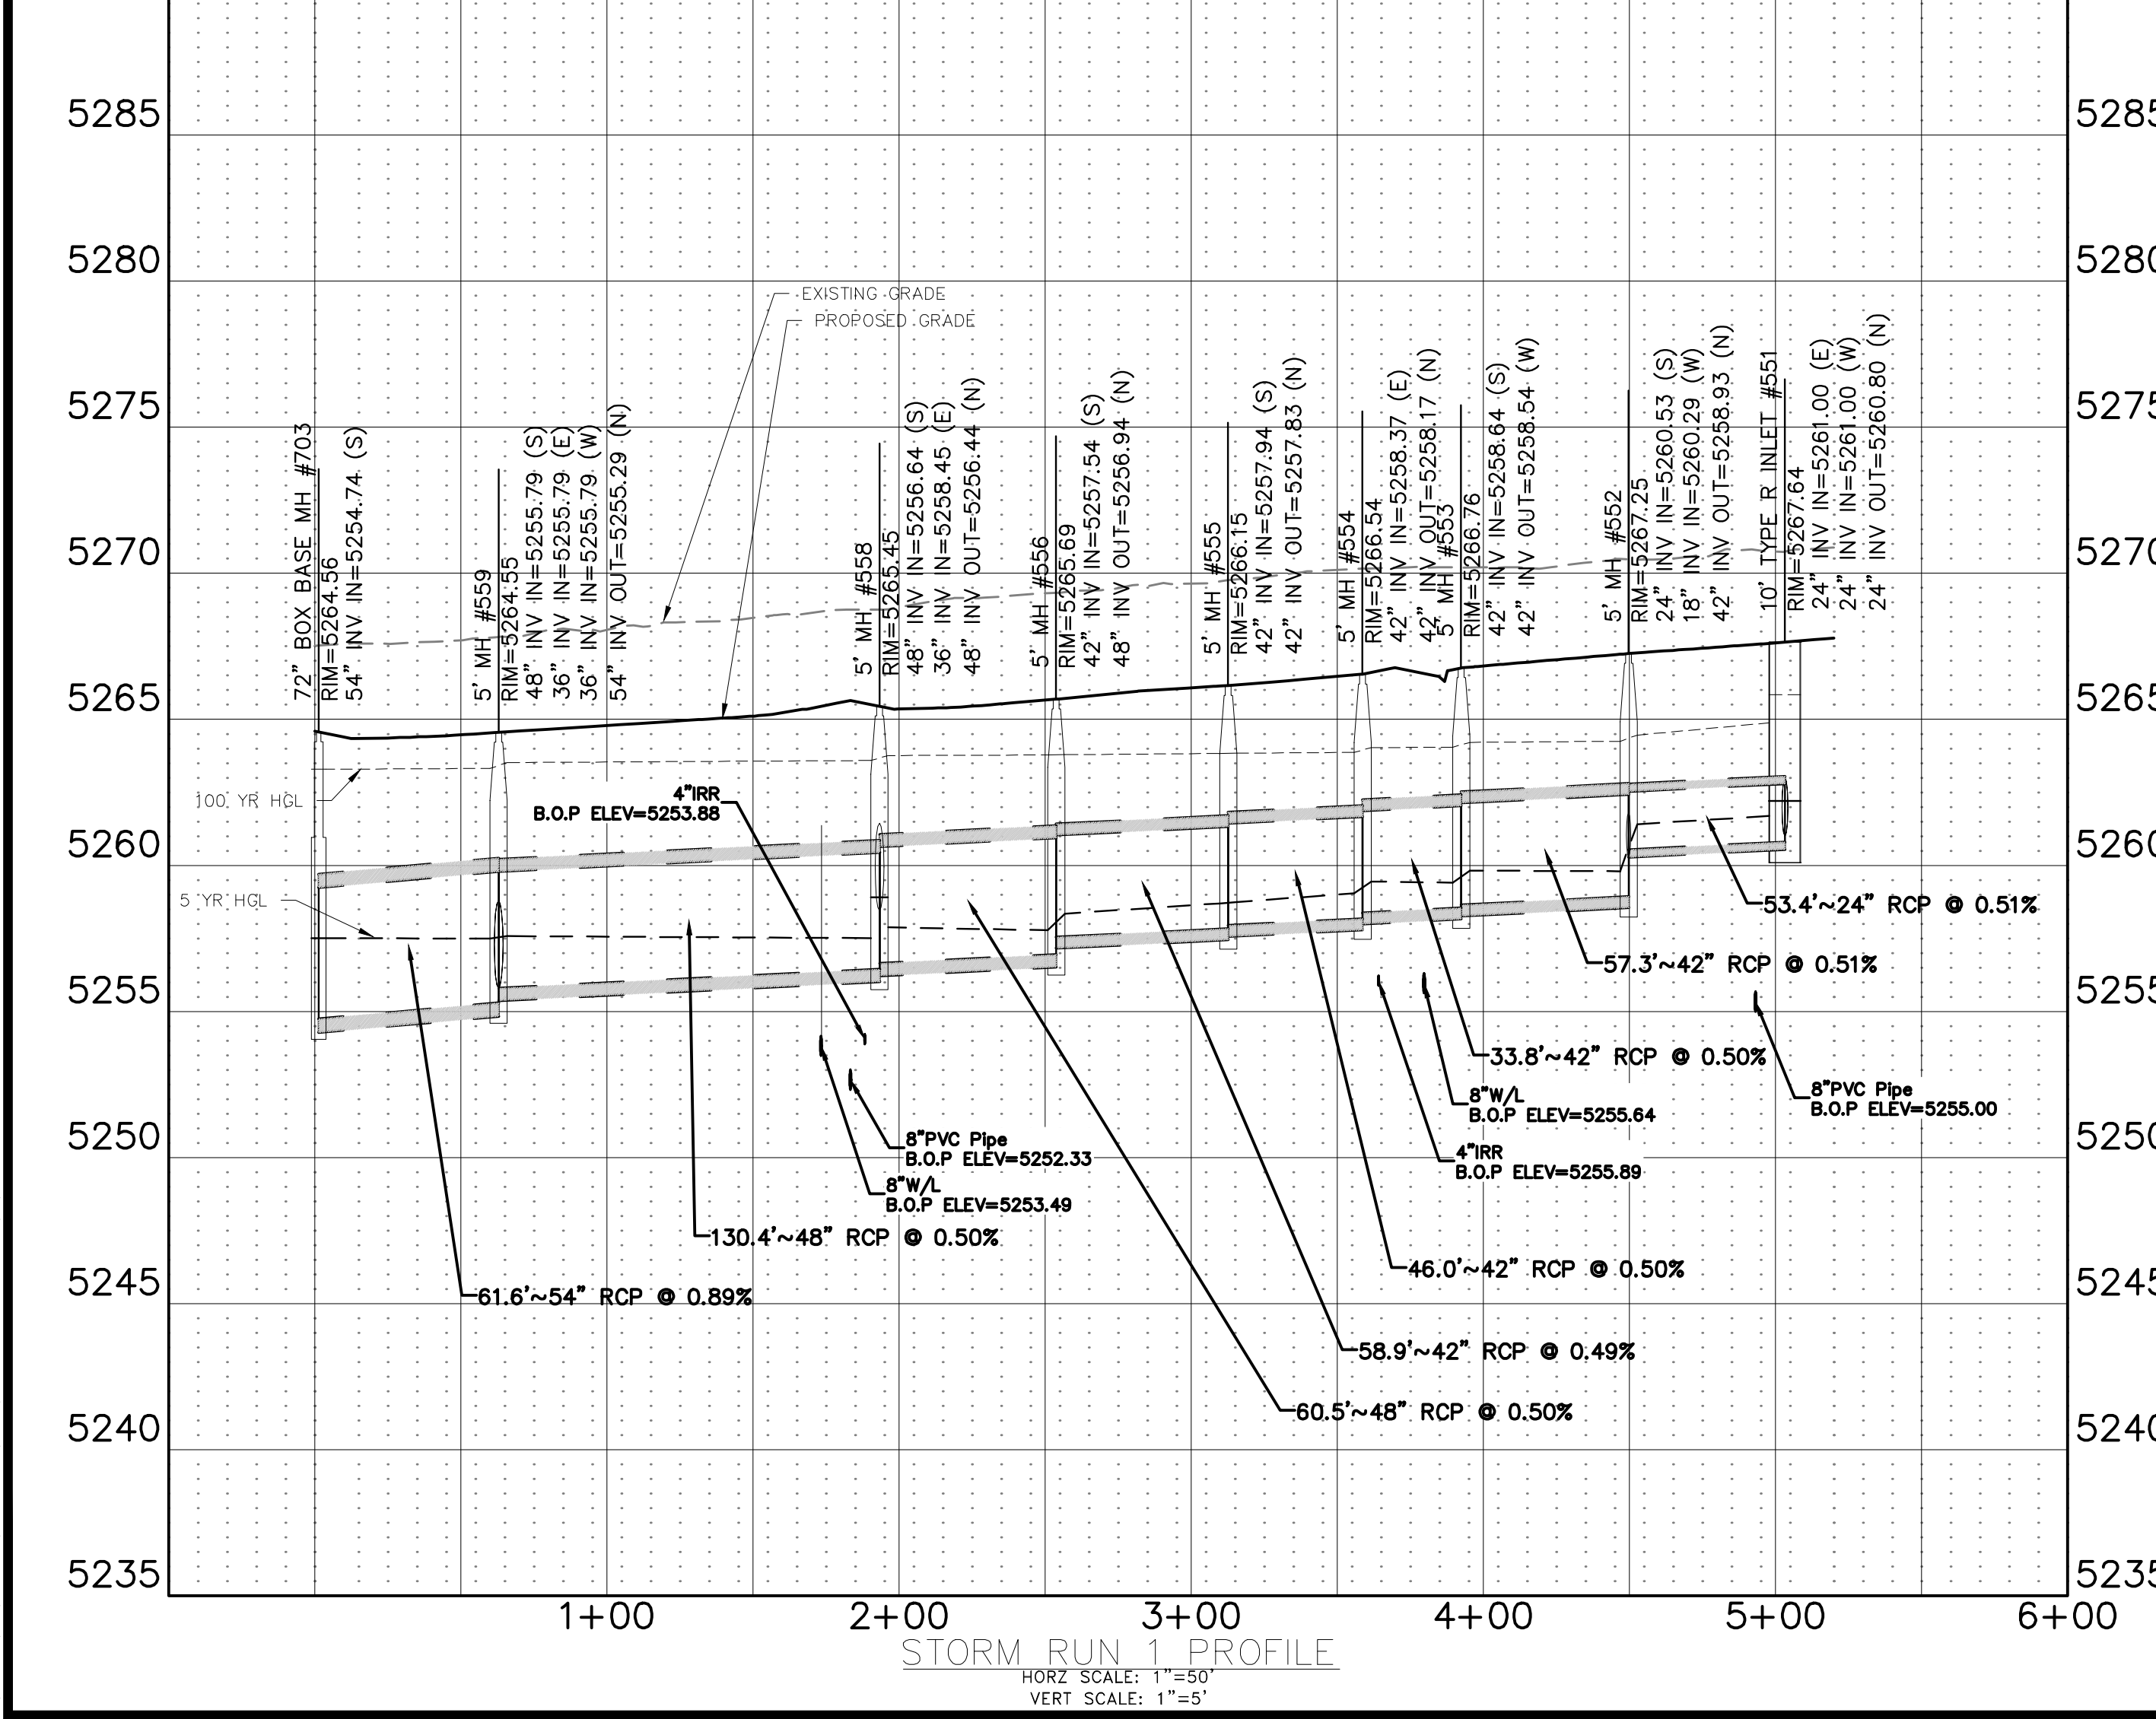 5285
5285
5280
5280
5275
5275
5270
5270
5265
5265
5260
5260
5255
5255
5250
5250
5245
5245
5240
5240
5235
5235
EXISTING GRADE
PROPOSED GRADE
72" BOX BASE MH #703
RIM=5264.56
54" INV IN=5254.74 (S)
5' MH #559
RIM=5264.55
48" INV IN=5255.79 (S)
36" INV IN=5255.79 (E)
36" INV IN=5255.79 (W)
54" INV OUT=5255.29 (N)
5' MH #558
RIM=5265.45
48" INV IN=5256.64 (S)
36" INV IN=5258.45 (E)
48" INV OUT=5256.44 (N)
5' MH #556
RIM=5265.69
42" INV IN=5257.54 (S)
48" INV OUT=5256.94 (N)
5' MH #555
RIM=5266.15
42" INV IN=5257.94 (S)
42" INV OUT=5257.83 (N)
5' MH #554
RIM=5266.54
42" INV IN=5258.37 (E)
42" INV OUT=5258.17 (N)
5' MH #553
RIM=5266.76
42" INV IN=5258.64 (S)
42" INV OUT=5258.54 (W)
5' MH #552
RIM=5267.25
24" INV IN=5260.53 (S)
18" INV IN=5260.29 (W)
42" INV OUT=5258.93 (N)
10' TYPE R INLET #551
RIM=5267.64
24" INV IN=5261.00 (E)
24" INV IN=5261.00 (W)
24" INV OUT=5260.80 (N)
100 YR HGL
5 YR HGL
4"IRR
B.O.P ELEV=5253.88
53.4'~24" RCP @ 0.51%
57.3'~42" RCP @ 0.51%
33.8'~42" RCP @ 0.50%
8"W/L
B.O.P ELEV=5255.64
8"PVC Pipe
B.O.P ELEV=5255.00
4"IRR
B.O.P ELEV=5255.89
8"PVC Pipe
B.O.P ELEV=5252.33
8"W/L
B.O.P ELEV=5253.49
130.4'~48" RCP @ 0.50%
46.0'~42" RCP @ 0.50%
61.6'~54" RCP @ 0.89%
58.9'~42" RCP @ 0.49%
60.5'~48" RCP @ 0.50%
1+00 2+00 3+00 4+00 5+00 6+00
STORM RUN 1 PROFILE
HORZ SCALE: 1"=50'
VERT SCALE: 1"=5'